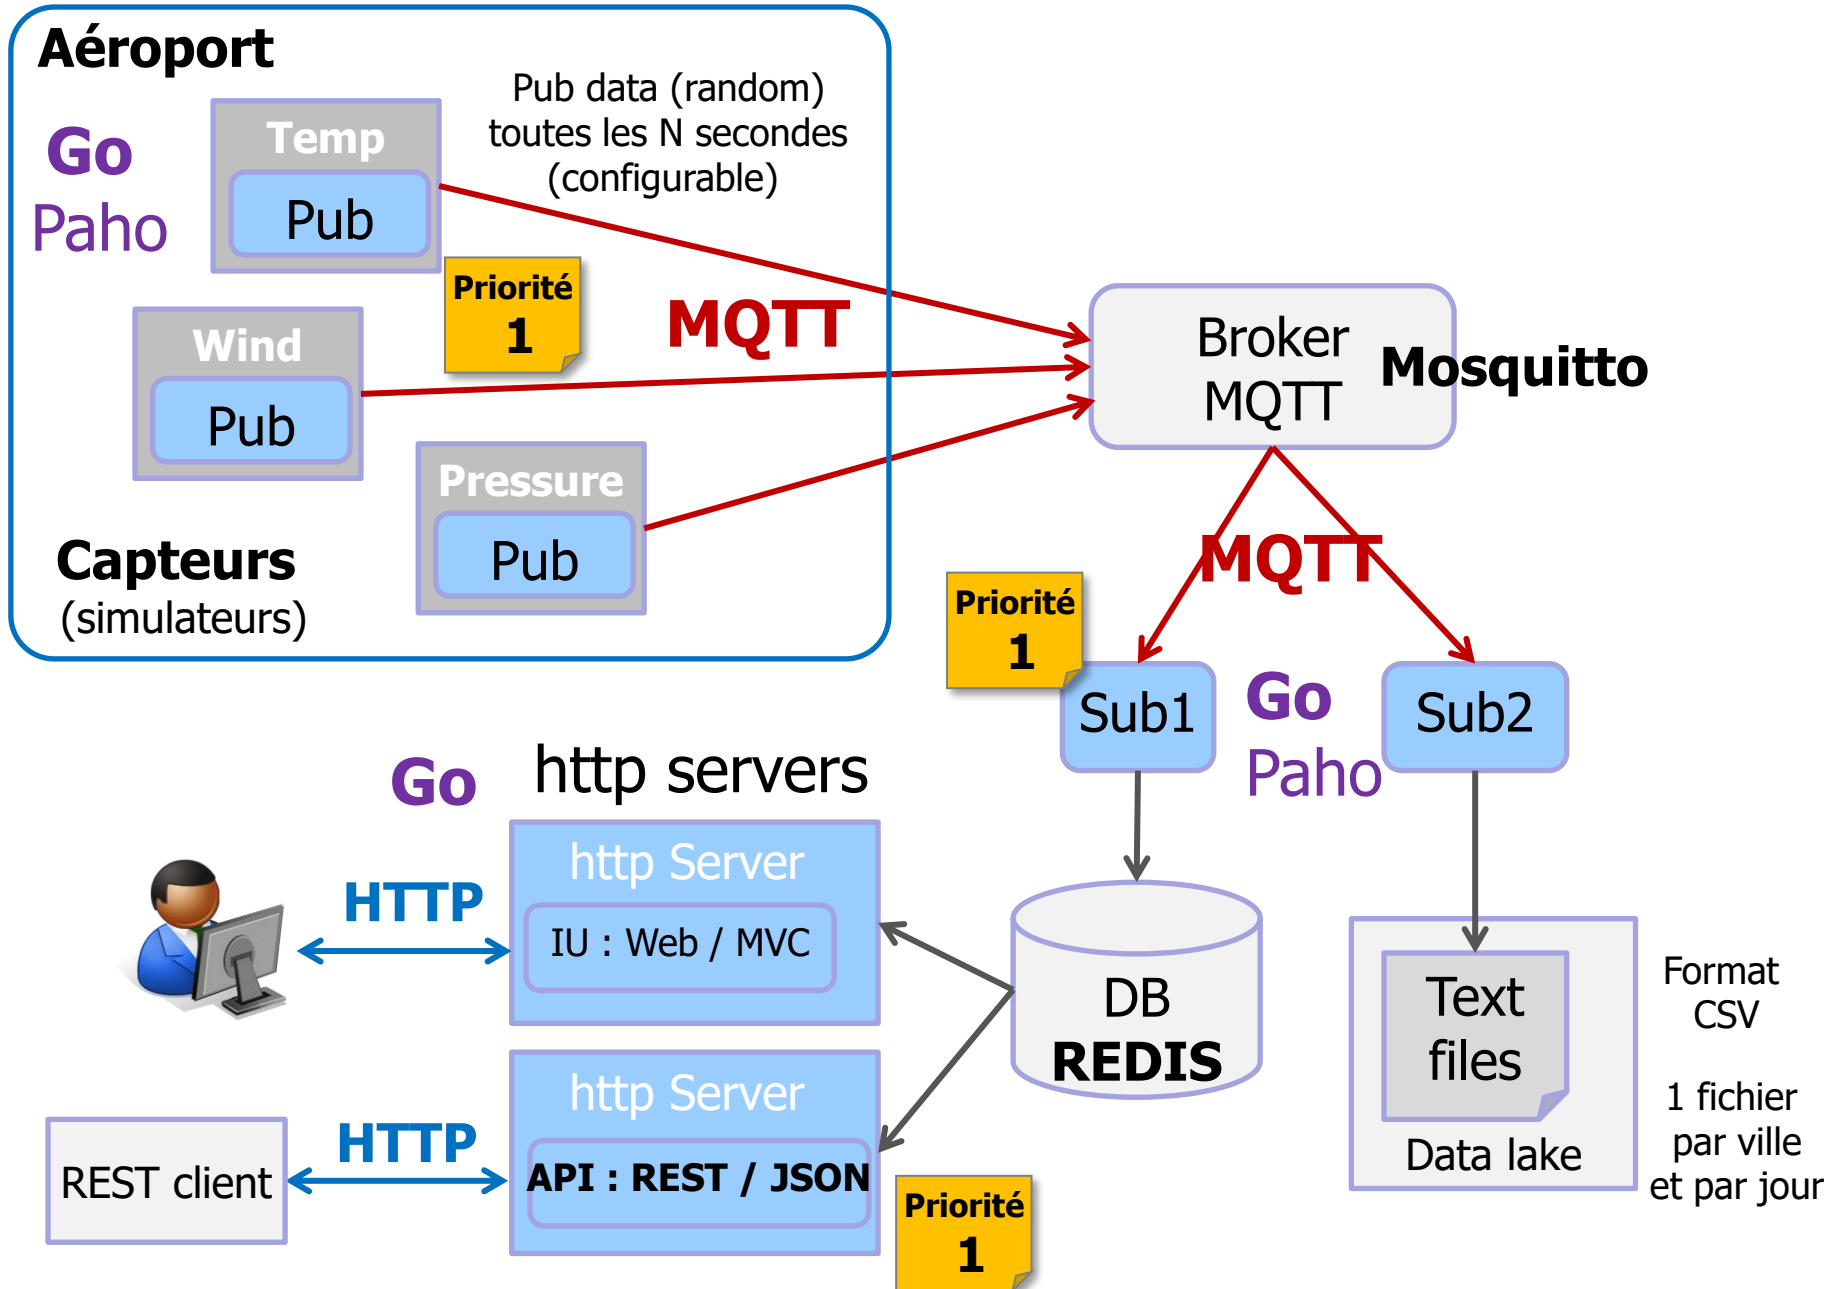 Aéroport
Go
Paho
Temp
Pub
Pub data (random)
toutes les N secondes
(configurable)
Priorité
1
MQTT
Wind
Pub
Pressure
Pub
Capteurs
(simulateurs)
Broker
MQTT
Mosquitto
MQTT
Priorité
1
Sub1
Go
Paho
Sub2
Go
http servers
http Server
IU : Web / MVC
HTTP
DB
REDIS
Text
files
Data lake
Format
CSV
1 fichier
par ville
et par jour
REST client
HTTP
http Server
API : REST / JSON
Priorité
1